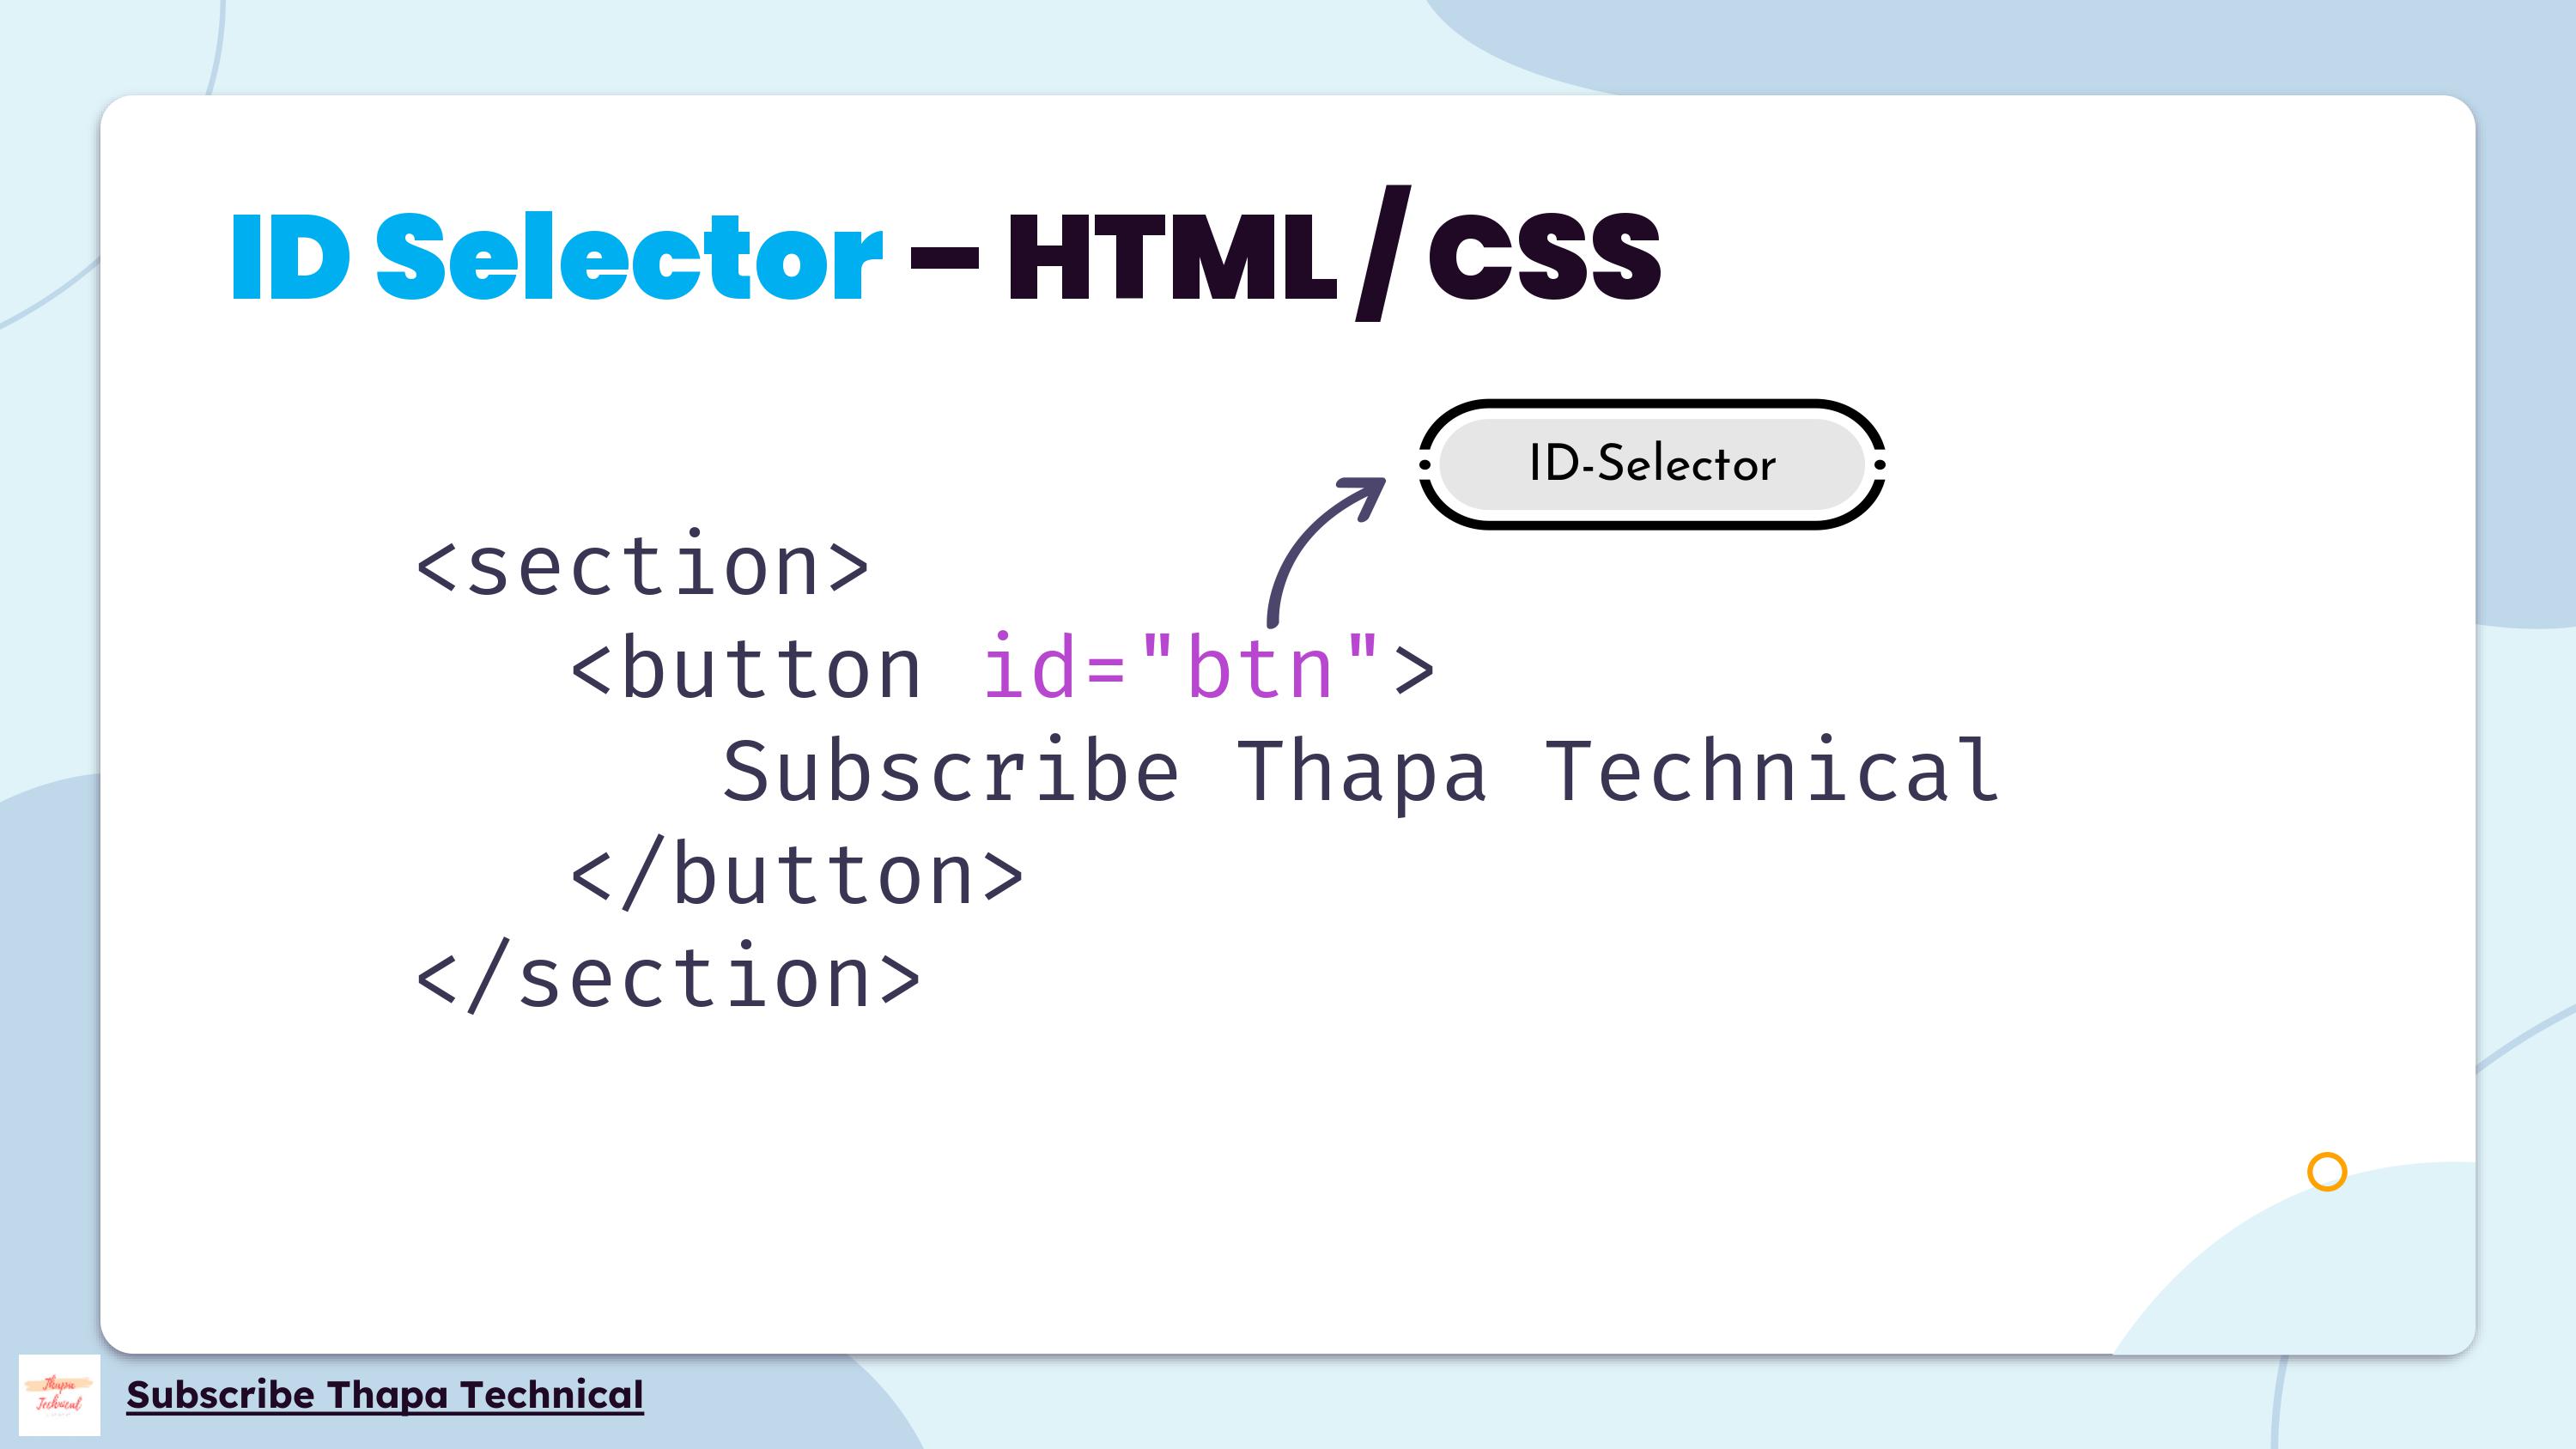 ID Selector – HTML / CSS
ID-Selector
<section>
<button id="btn">
Subscribe Thapa Technical
</button>
</section>
Thapa
Technical
Subscribe Thapa Technical